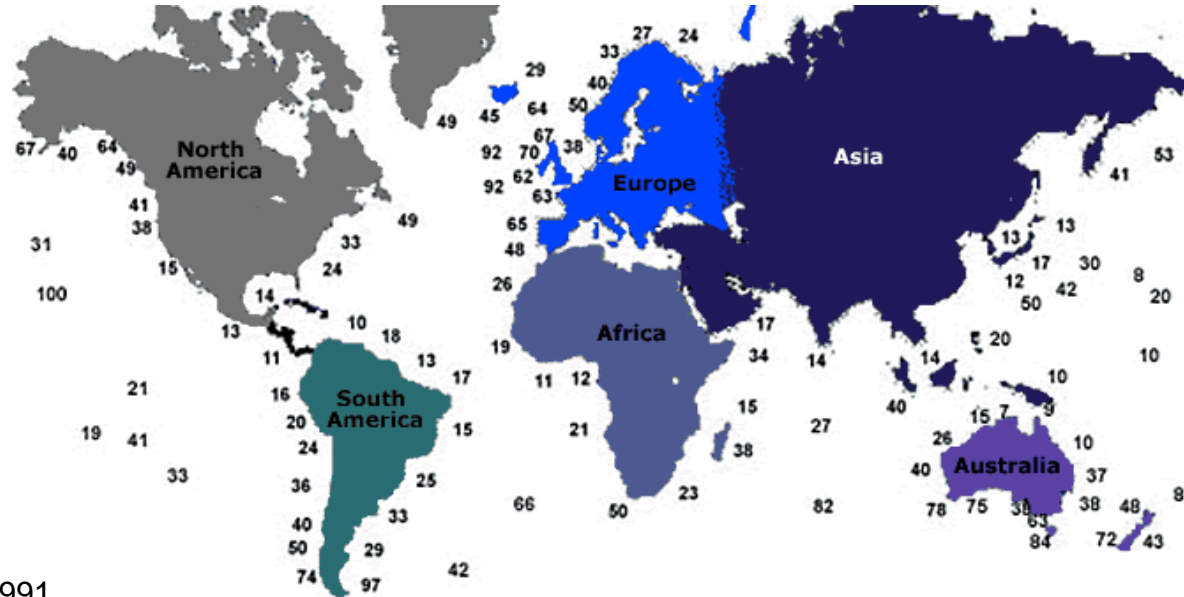 27 24
33
29
40
49 45 64 50
67
67 40 64 North
America 92 70 38 Asia 53
49 62 Europe 41
92 63
41 49 65
38 33 48 13 13
31 15 24 17 30 8
100 14 26 12 42 20
50
13 10 18 Africa 17 20
11 13 19 34 14 14 10
21 16 South
America 17 11 12 15 40 10
9
19 41 20 15 21 27 15 7
24 38 26 10
33 36 25 23 40 Australia 37
40 33 66 50 82 78 75 38 38 48 8
63
50 29 84 72 43
74 97 42
991